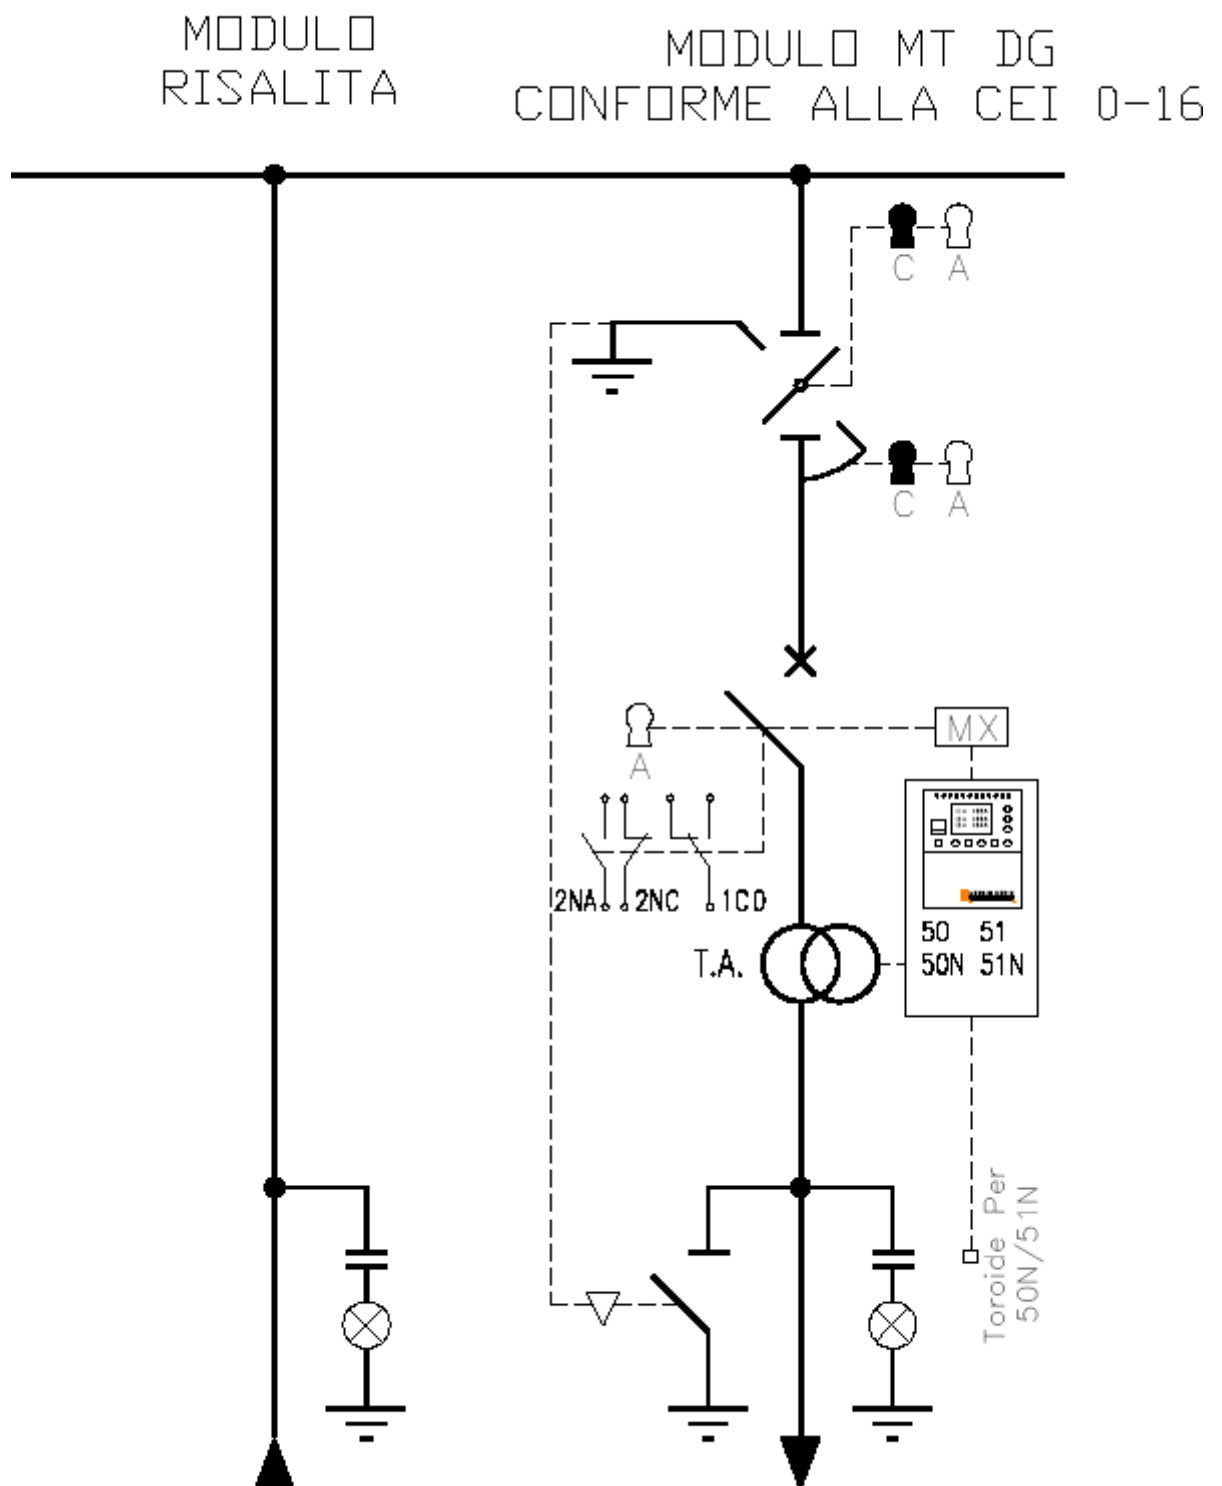 MODULO
RISALITA
MODULO MT DG
CONFORME ALLA CEI 0-16
C A
C A
A
MX
2NA 2NC 1CO
T.A.
50 51
50N 51N
Toroide Per
50N/51N